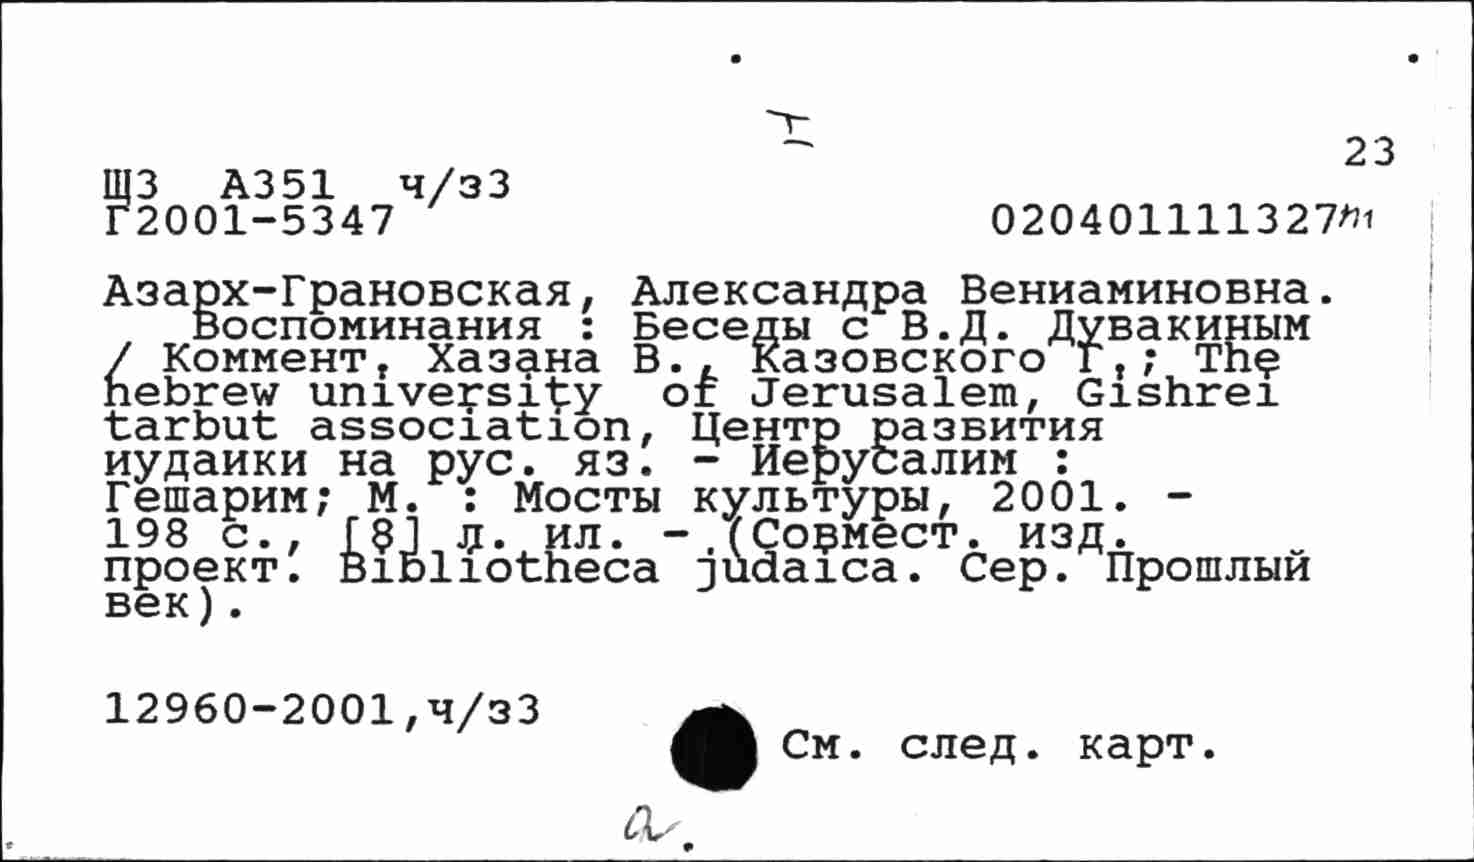 23
Щ3 А351 ч/з3
Г2001-5347 020401111327
Азарх-Грановская, Александра Вениаминовна.
Воспоминания : Беседы с В.Д. Дувакиным
/ Коммент. Хазана В., Казовского Г.; The
hebrew university of Jerusalem, Gishrei
tarbut association, Центр развития
иудаики на рус. яз. - Иерусалим :
Гешарим; М. : Мосты культуры, 2001. -
198 с., [8] л. ил. - (Совмест. изд.
проект. Bibliotheca judaica. Сер. Прошлый
век).
12960-2001,ч/з3
См. след. карт.